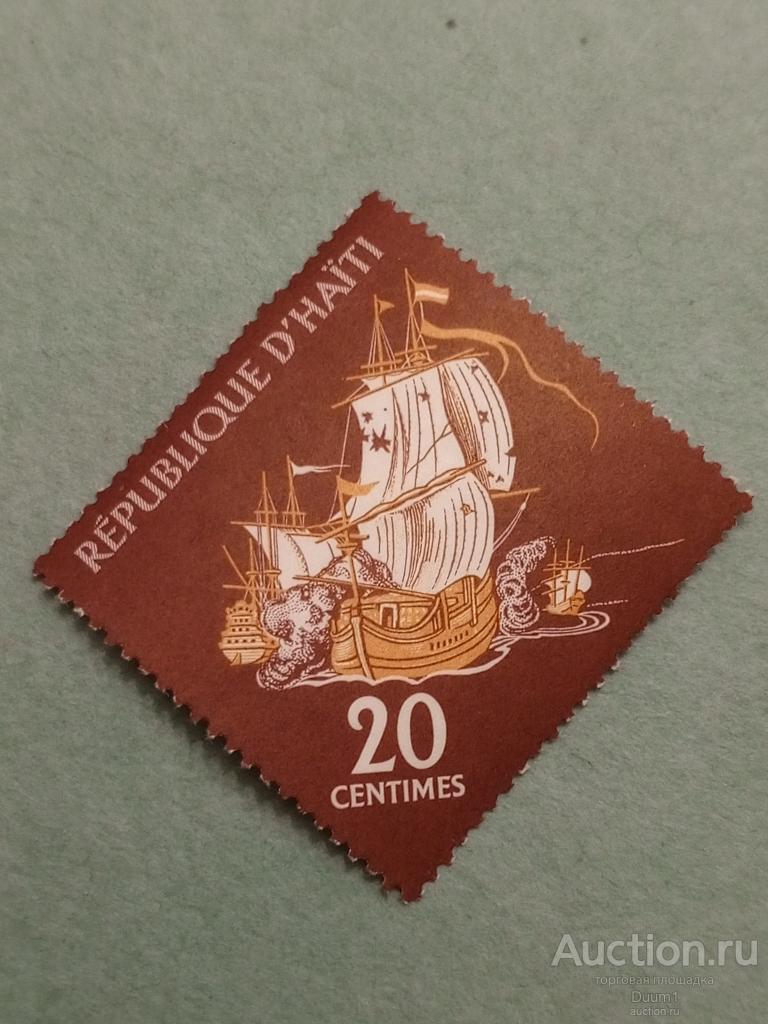 RÉPUBLIQUE D'HAÏTI
20
CENTIMES
Auction.ru
торговая площадка
Duum1
auction.ru